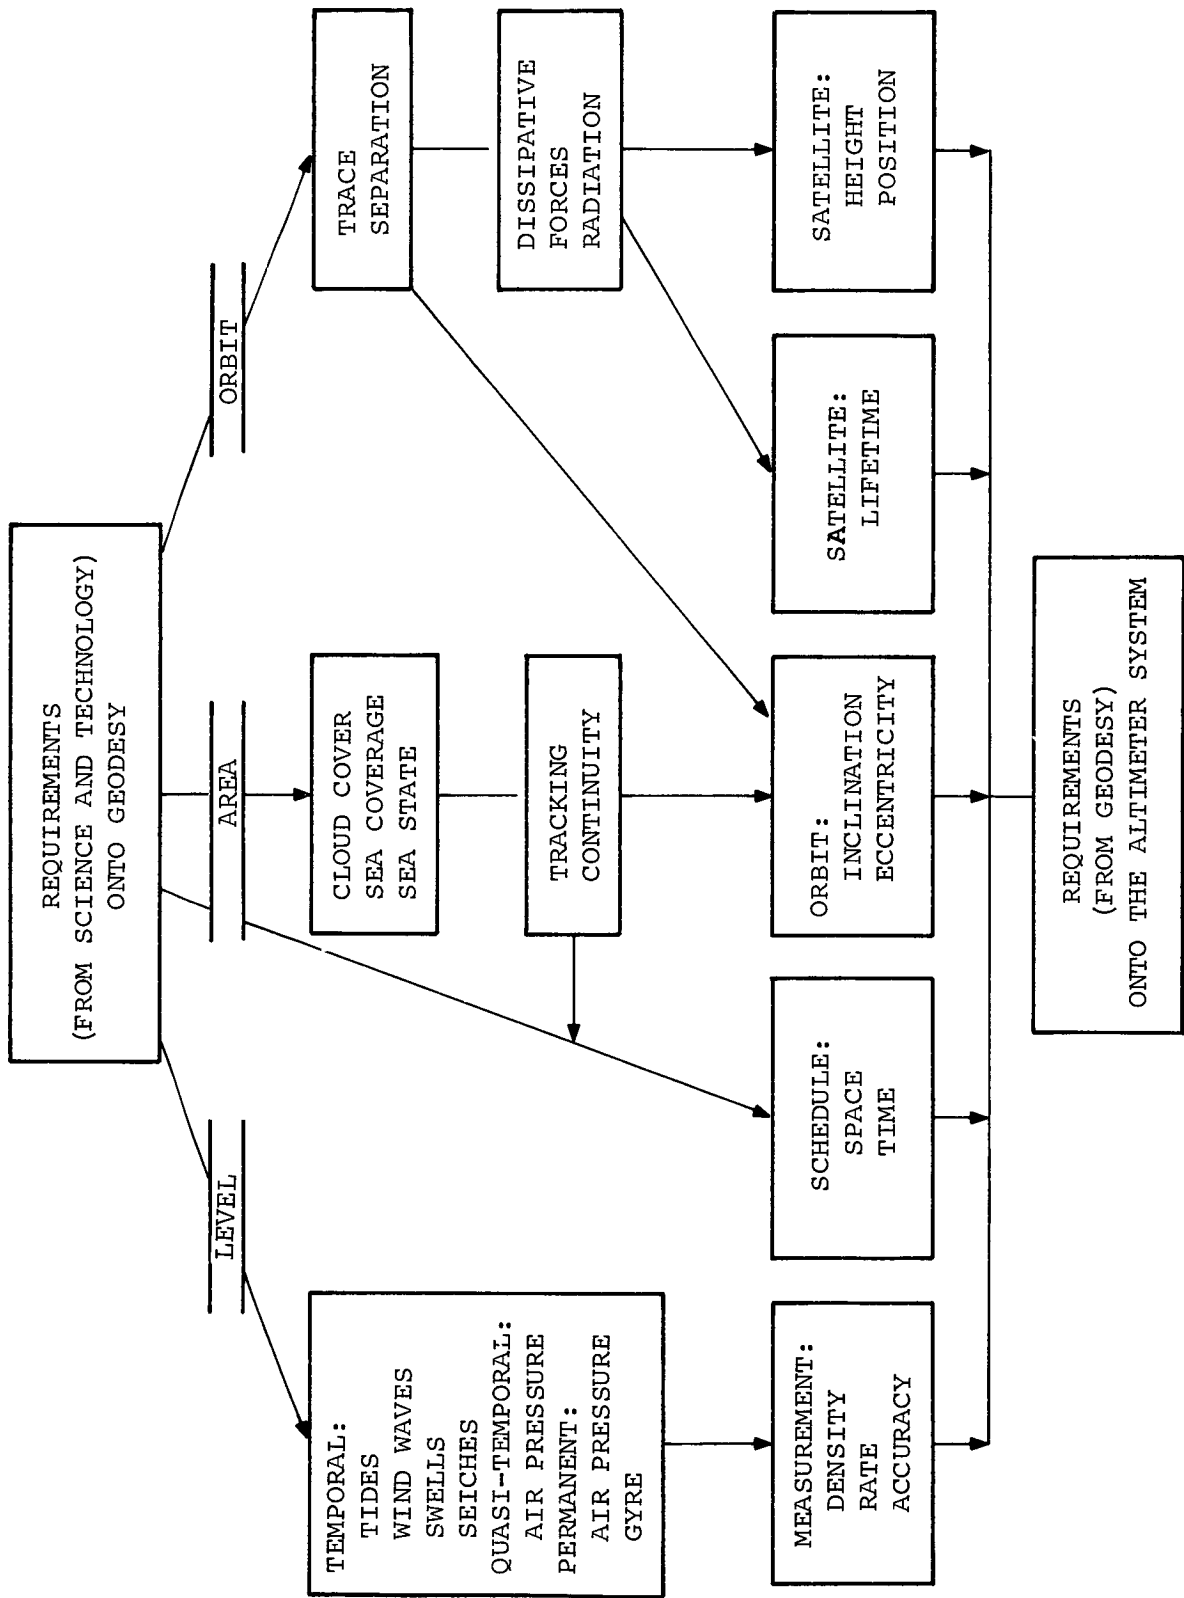 REQUIREMENTS
(FROM SCIENCE AND TECHNOLOGY)
ONTO GEODESY
LEVEL
AREA
ORBIT
TEMPORAL:
TIDES
WIND WAVES
SWELLS
SEICHES
QUASI-TEMPORAL:
AIR PRESSURE
PERMANENT:
AIR PRESSURE
GYRE
CLOUD COVER
SEA COVERAGE
SEA STATE
TRACE
SEPARATION
TRACKING
CONTINUITY
DISSIPATIVE
FORCES
RADIATION
MEASUREMENT:
DENSITY
RATE
ACCURACY
SCHEDULE:
SPACE
TIME
ORBIT:
INCLINATION
ECCENTRICITY
SATELLITE:
LIFETIME
SATELLITE:
HEIGHT
POSITION
REQUIREMENTS
(FROM GEODESY)
ONTO THE ALTIMETER SYSTEM